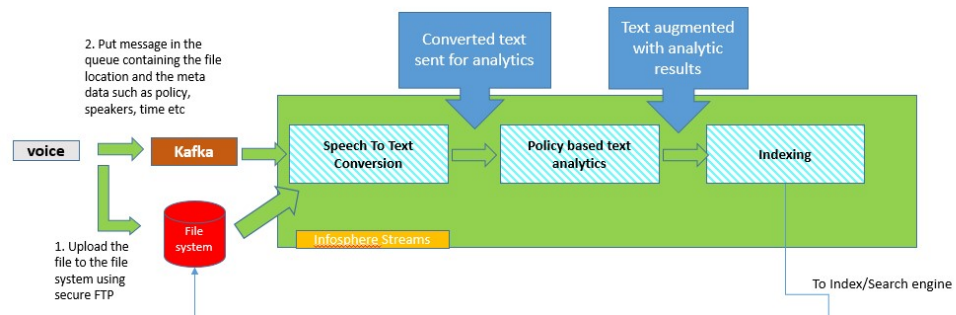 2. Put message in the
queue containing the file
location and the meta
data such as policy,
speakers, time etc
Converted text
sent for analytics
Text augmented
with analytic
results
voice
Kafka
Speech To Text
Conversion
Policy based text
analytics
Indexing
File
system
Infosphere Streams
1. Upload the
file to the file
system using
secure FTP
To Index/Search engine